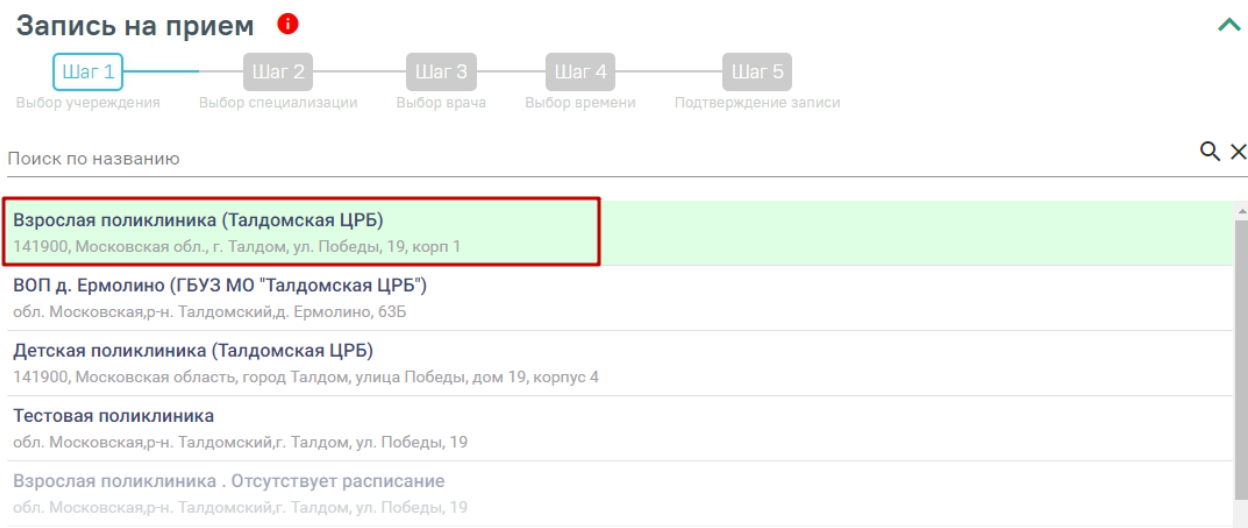 Запись на прием
Шаг 1 Шаг 2 Шаг 3 Шаг 4 Шаг 5
Выбор учереждения Выбор специализации Выбор врача Выбор времени Подтверждение записи
Поиск по названию
Взрослая поликлиника (Талдомская ЦРБ)
141900, Московская обл., г. Талдом, ул. Победы, 19, корп 1
ВОП д. Ермолино (ГБУЗ МО "Талдомская ЦРБ")
обл. Московская,р-н. Талдомский,д. Ермолино, 63Б
Детская поликлиника (Талдомская ЦРБ)
141900, Московская область, город Талдом, улица Победы, дом 19, корпус 4
Тестовая поликлиника
обл. Московская,р-н. Талдомский,г. Талдом, ул. Победы, 19
Взрослая поликлиника . Отсутствует расписание
обл. Московская,р-н. Талдомский,г. Талдом, ул. Победы, 19